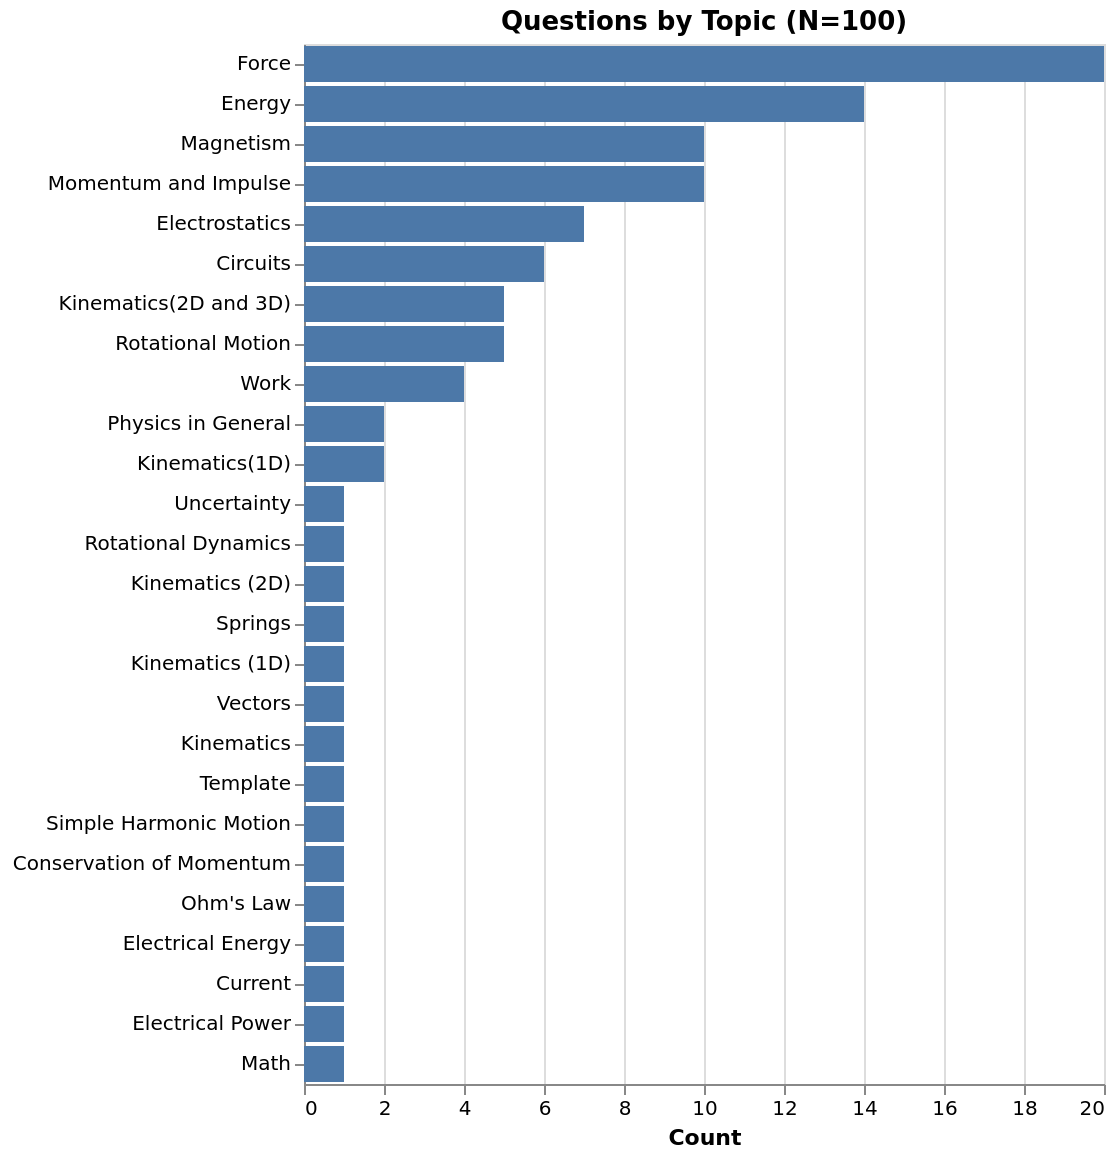 Questions by Topic (N=100)
Force
Energy
Magnetism
Momentum and Impulse
Electrostatics
Circuits
Kinematics(2D and 3D)
Rotational Motion
Work
Physics in General
Kinematics(1D)
Uncertainty
Rotational Dynamics
Kinematics (2D)
Springs
Kinematics (1D)
Vectors
Kinematics
Template
Simple Harmonic Motion
Conservation of Momentum
Ohm's Law
Electrical Energy
Current
Electrical Power
Math
0 2 4 6 8 10 12 14 16 18 20
Count